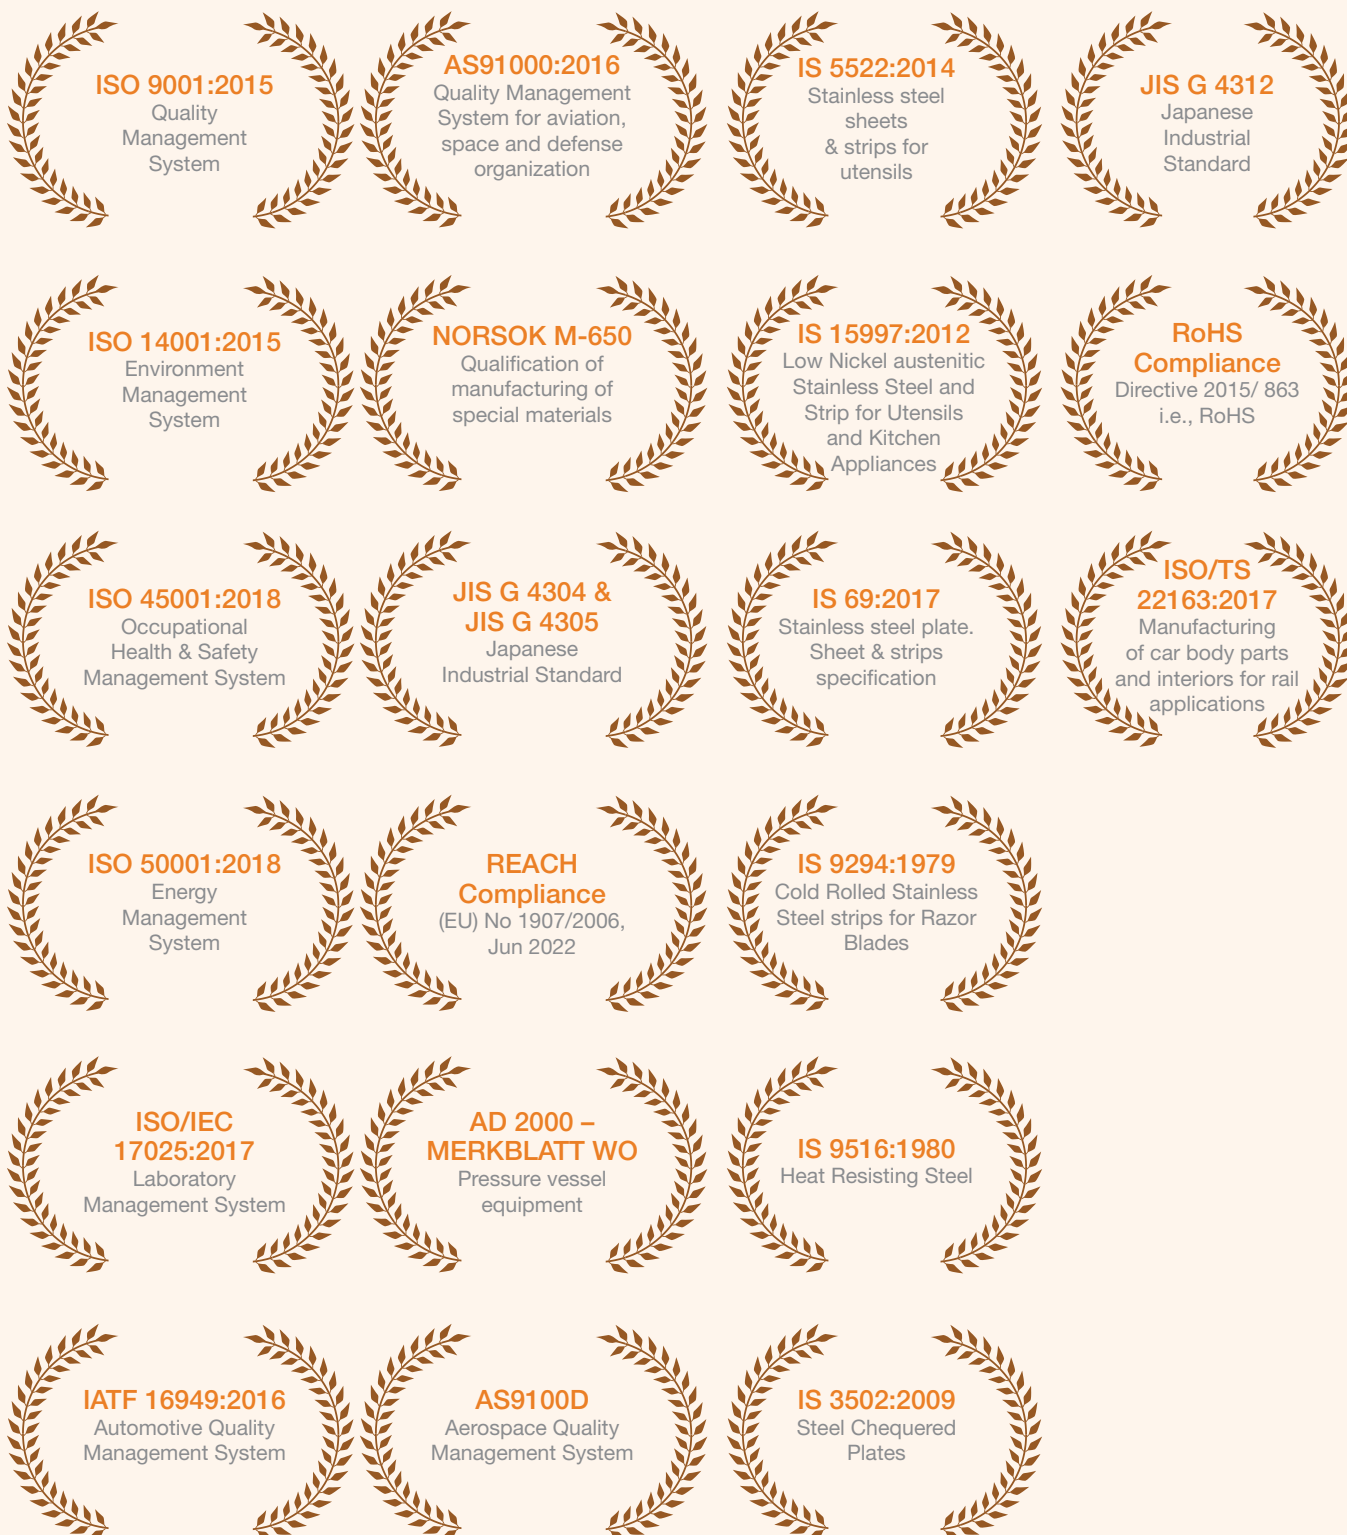 ISO 9001:2015
Quality
Management
System
AS91000:2016
Quality Management
System for aviation,
space and defense
organization
IS 5522:2014
Stainless steel
sheets
& strips for
utensils
JIS G 4312
Japanese
Industrial
Standard
ISO 14001:2015
Environment
Management
System
NORSOK M-650
Qualification of
manufacturing of
special materials
IS 15997:2012
Low Nickel austenitic
Stainless Steel and
Strip for Utensils
and Kitchen
Appliances
RoHS
Compliance
Directive 2015/ 863
i.e., RoHS
ISO 45001:2018
Occupational
Health & Safety
Management System
JIS G 4304 &
JIS G 4305
Japanese
Industrial Standard
IS 69:2017
Stainless steel plate.
Sheet & strips
specification
ISO/TS
22163:2017
Manufacturing
of car body parts
and interiors for rail
applications
ISO 50001:2018
Energy
Management
System
REACH
Compliance
(EU) No 1907/2006,
Jun 2022
IS 9294:1979
Cold Rolled Stainless
Steel strips for Razor
Blades
ISO/IEC
17025:2017
Laboratory
Management System
AD 2000 –
MERKBLATT WO
Pressure vessel
equipment
IS 9516:1980
Heat Resisting Steel
IATF 16949:2016
Automotive Quality
Management System
AS9100D
Aerospace Quality
Management System
IS 3502:2009
Steel Chequered
Plates